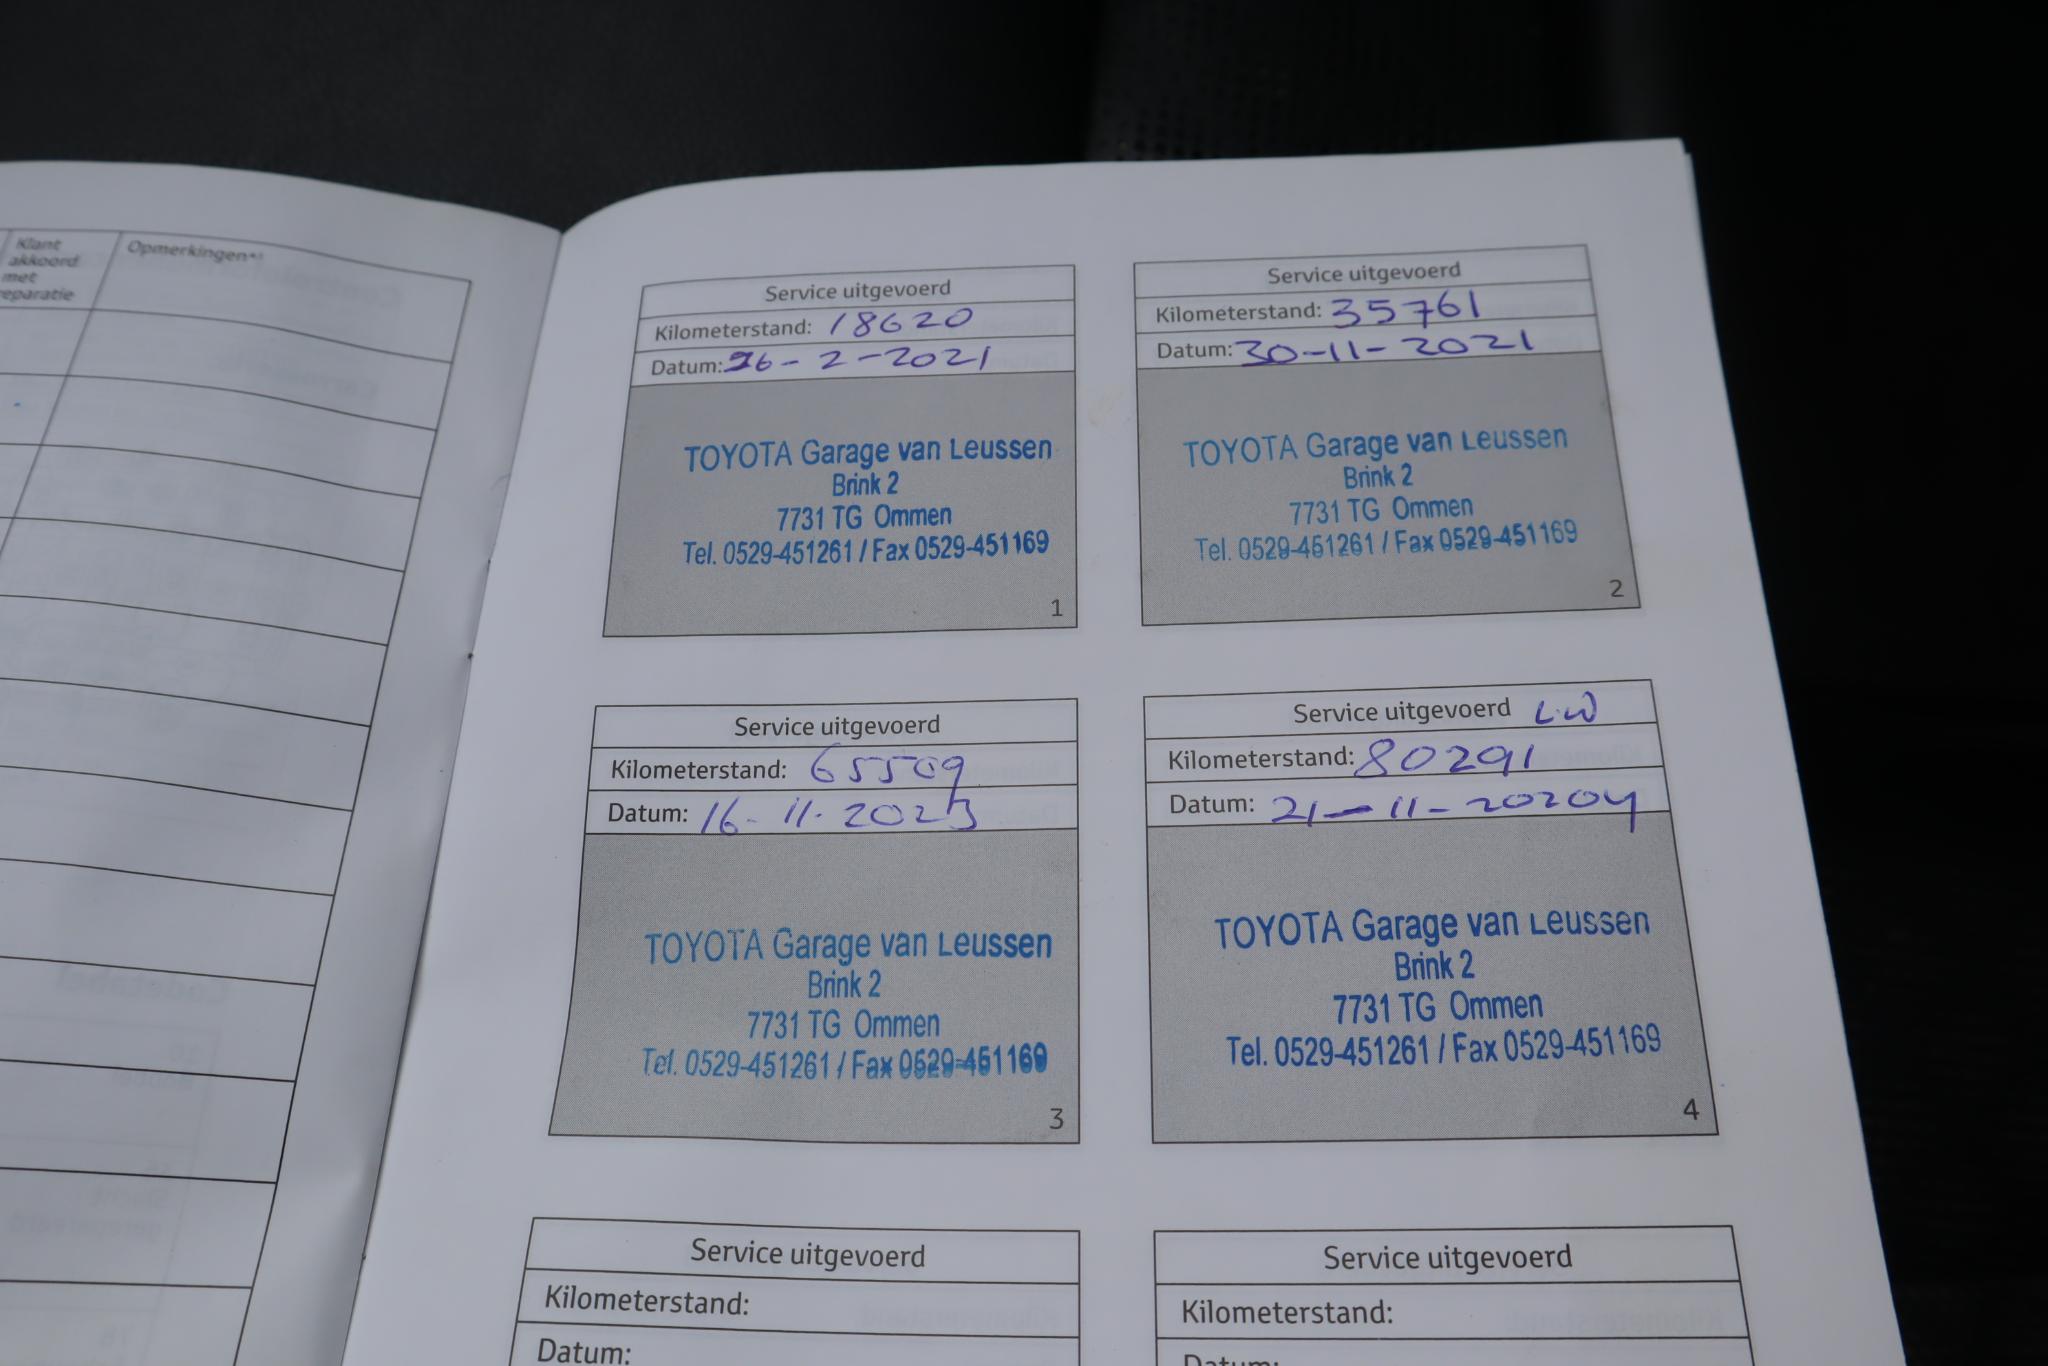 Klant
akkoord
met
eparatie
Opmerkingen*¹
Service uitgevoerd
Kilometerstand: 18620
Datum: 26-2-2021
TOYOTA Garage van Leussen
Brink 2
7731 TG Ommen
Tel. 0529-451261 / Fax 0529-451169
1
Service uitgevoerd
Kilometerstand: 35761
Datum: 30-11-2021
TOYOTA Garage van Leussen
Brink 2
7731 TG Ommen
Tel. 0529-451261 / Fax 0529-451169
2
Service uitgevoerd
Kilometerstand: 65509
Datum: 16-11-2023
TOYOTA Garage van Leussen
Brink 2
7731 TG Ommen
Tel. 0529-451261 / Fax 0529-451169
3
Service uitgevoerd L.W
Kilometerstand: 80291
Datum: 21-11-20204
TOYOTA Garage van Leussen
Brink 2
7731 TG Ommen
Tel. 0529-451261 / Fax 0529-451169
4
Service uitgevoerd
Kilometerstand:
Datum:
Service uitgevoerd
Kilometerstand:
Datum: